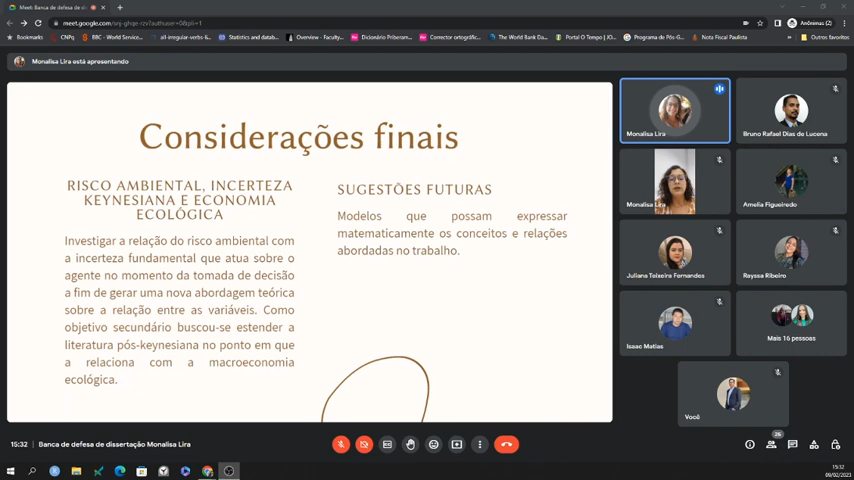 Meet: Banca de defesa de di
meet.google.com/snj-ghqe-rzv?authuser=0&pli=1
Anônimas (2)
Bookmarks CNPq BBC - World Service... all-irregular-verbs-&... Statistics and datab... Overview - Faculty... Dicionário Priberam... Corrector ortográfic... The World Bank Da... Portal O Tempo | JO... Programa de Pós-G... Nota Fiscal Paulista » Outros favoritos
Monalisa Lira está apresentando
Considerações finais
RISCO AMBIENTAL, INCERTEZA
KEYNESIANA E ECONOMIA
ECOLÓGICA
Investigar a relação do risco ambiental com
a incerteza fundamental que atua sobre o
agente no momento da tomada de decisão
a fim de gerar uma nova abordagem teórica
sobre a relação entre as variáveis. Como
objetivo secundário buscou-se estender a
literatura pós-keynesiana no ponto em que
a relaciona com a macroeconomia
ecológica.
SUGESTÕES FUTURAS
Modelos que possam expressar
matematicamente os conceitos e relações
abordadas no trabalho.
Monalisa Lira
Bruno Rafael Dias de Lucena
Monalisa Lira
Amelia Figueiredo
Juliana Teixeira Fernandes
Rayssa Ribeiro
Isaac Matias
Mais 16 pessoas
Você
15:32 Banca de defesa de dissertação Monalisa Lira
26
15:32
09/02/2023